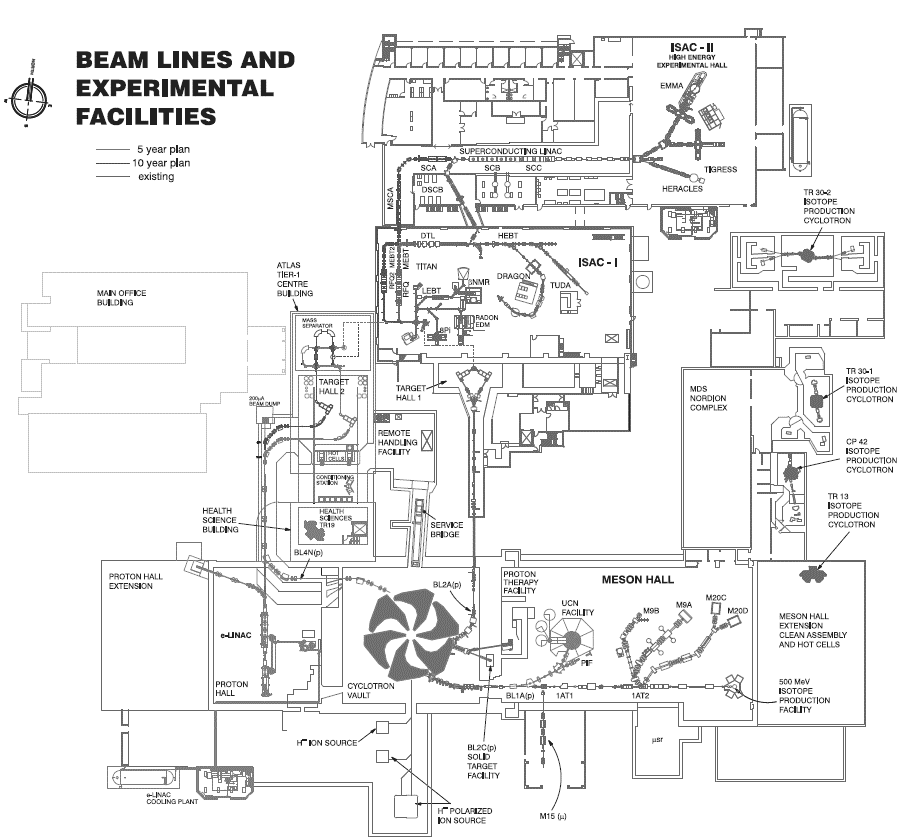 BEAM LINES AND
EXPERIMENTAL
FACILITIES
5 year plan
10 year plan
existing
ISAC - II
HIGH ENERGY
EXPERIMENTAL HALL
EMMA
SUPERCONDUCTING LINAC
SCA
SCB
SCC
DSCB
MSCA
TIGRESS
HERACLES
TR 30-2
ISOTOPE
PRODUCTION
CYCLOTRON
DTL
HEBT
ISAC - I
MEBT2
MEBT
RFQ2
RFQ
TITAN
LEBT
DRAGON
TUDA
RADON
EDM
ATLAS
TIER-1
CENTRE
BUILDING
MAIN OFFICE
BUILDING
MASS
SEPARATOR
TARGET
HALL 2
TARGET
HALL 1
200µA
BEAM DUMP
REMOTE
HANDLING
FACILITY
HOT
CELLS
CONDITIONING
STATION
MDS
NORDION
COMPLEX
TR 30-1
ISOTOPE
PRODUCTION
CYCLOTRON
CP 42
ISOTOPE
PRODUCTION
CYCLOTRON
TR 13
ISOTOPE
PRODUCTION
CYCLOTRON
HEALTH
SCIENCE
BUILDING
HEALTH
SCIENCES
TR19
SERVICE
BRIDGE
BL4N(p)
BL2A(p)
PROTON HALL
EXTENSION
PROTON
THERAPY
FACILITY
MESON HALL
UCN
FACILITY
PIF
M9B
M9A
M20C
M20D
MESON HALL
EXTENSION
CLEAN ASSEMBLY
AND HOT CELLS
e-LINAC
PROTON
HALL
CYCLOTRON
VAULT
BL1A(p)
1AT1
1AT2
500 MeV
ISOTOPE
PRODUCTION
FACILITY
H⁻ ION SOURCE
BL2C(p)
SOLID
TARGET
FACILITY
µsr
e-LINAC
COOLING PLANT
H⁻ POLARIZED
ION SOURCE
M15 (µ)